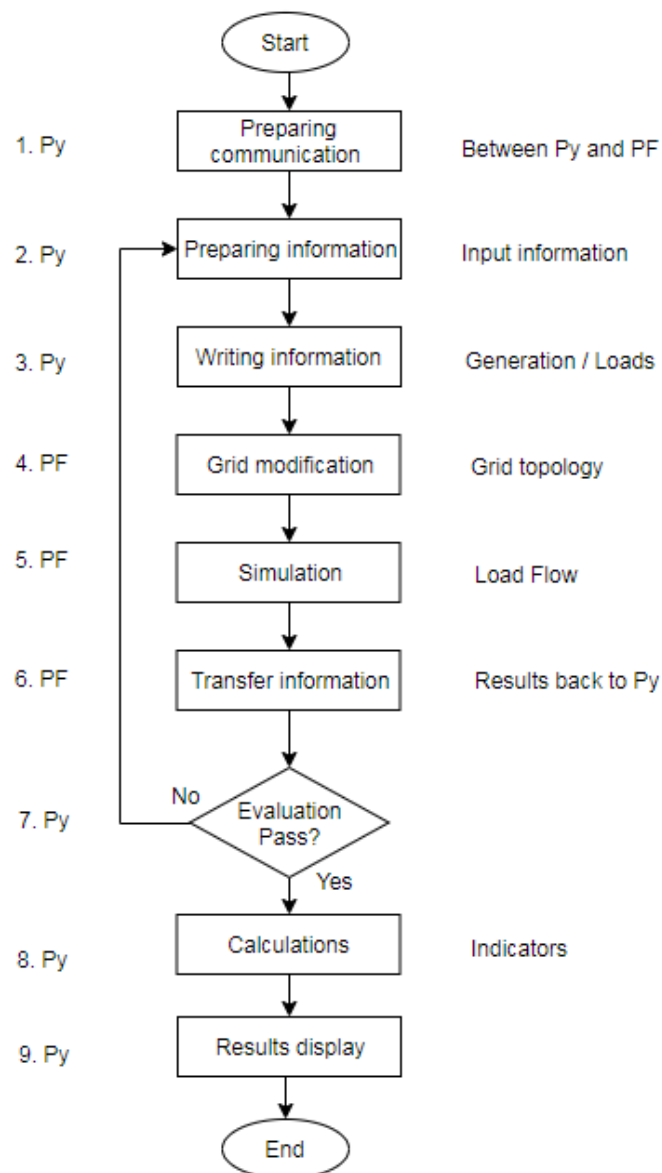 Start
1. Py
Preparing
communication
Between Py and PF
2. Py
Preparing information
Input information
3. Py
Writing information
Generation / Loads
4. PF
Grid modification
Grid topology
5. PF
Simulation
Load Flow
6. PF
Transfer information
Results back to Py
No
7. Py
Evaluation
Pass?
Yes
8. Py
Calculations
Indicators
9. Py
Results display
End